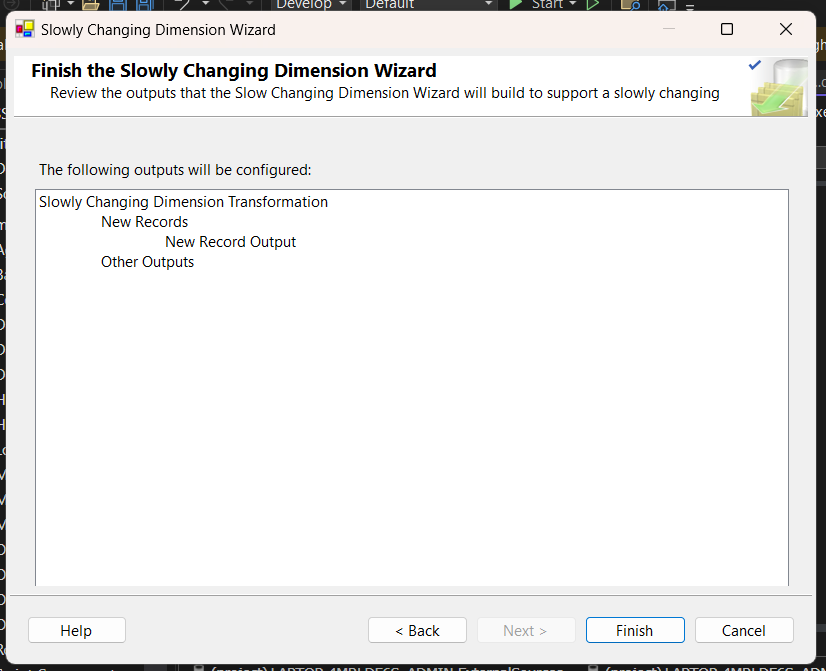 Develop
Default
Start
Slowly Changing Dimension Wizard
Finish the Slowly Changing Dimension Wizard
Review the outputs that the Slow Changing Dimension Wizard will build to support a slowly changing
The following outputs will be configured:
Slowly Changing Dimension Transformation
New Records
New Record Output
Other Outputs
Help
< Back
Next >
Finish
Cancel